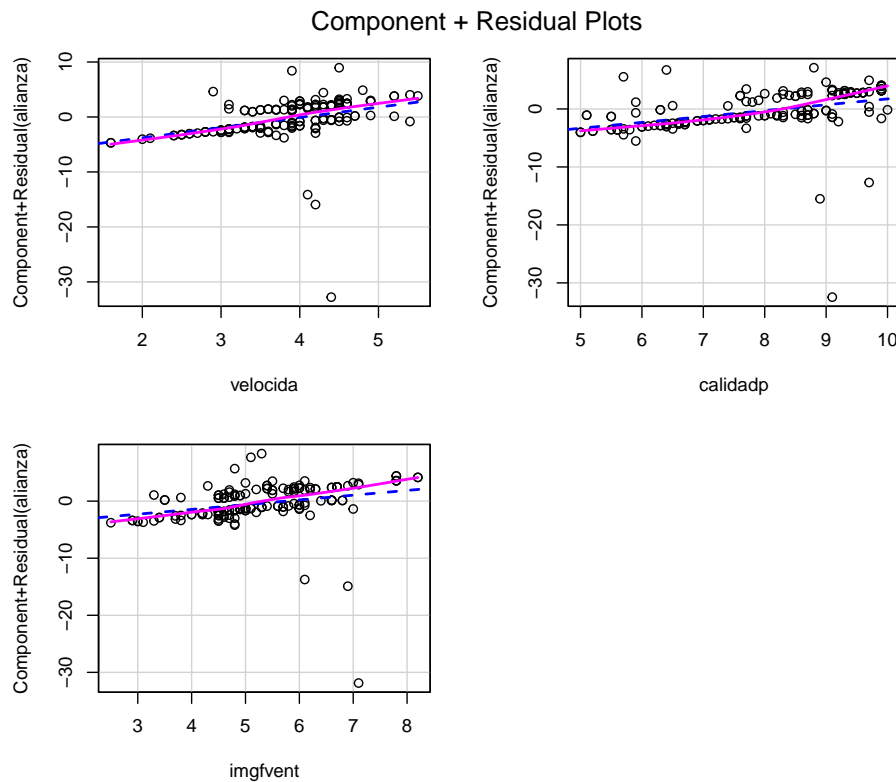 Component + Residual Plots
Component+Residual(alianza)
10
0
−10
−20
−30
2 3 4 5
velocida
Component+Residual(alianza)
10
0
−10
−20
−30
5 6 7 8 9 10
calidadp
Component+Residual(alianza)
0
−10
−20
−30
3 4 5 6 7 8
imgfvent